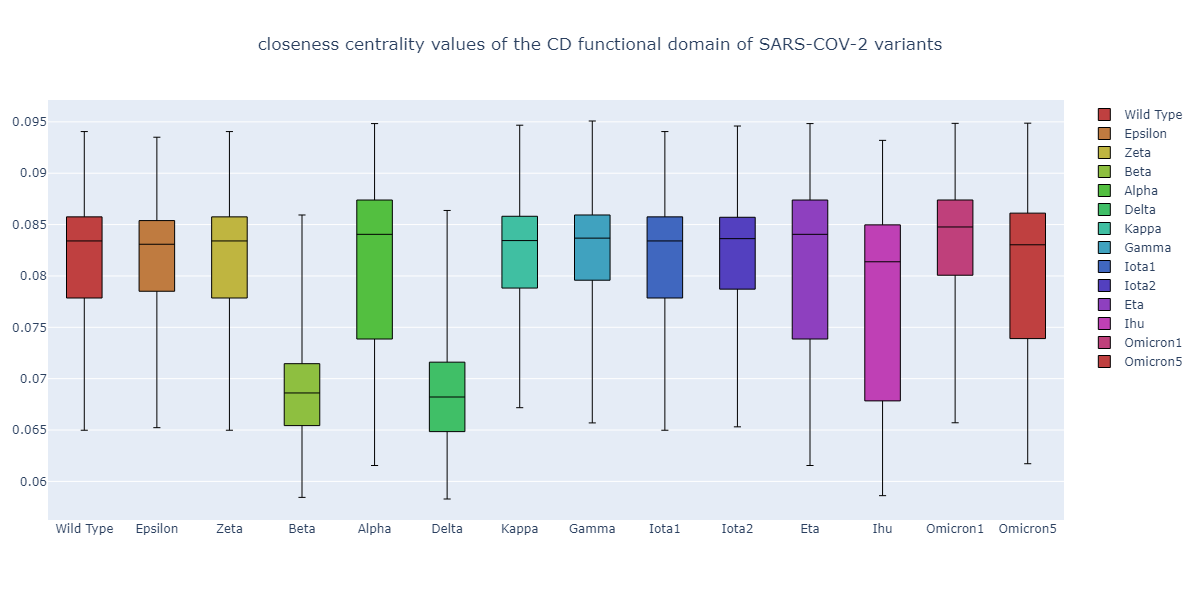 closeness centrality values of the CD functional domain of SARS-COV-2 variants
0.095
0.09
0.085
0.08
0.075
0.07
0.065
0.06
Wild Type Epsilon Zeta Beta Alpha Delta Kappa Gamma Iota1 Iota2 Eta Ihu Omicron1 Omicron5
Wild Type
Epsilon
Zeta
Beta
Alpha
Delta
Kappa
Gamma
Iota1
Iota2
Eta
Ihu
Omicron1
Omicron5